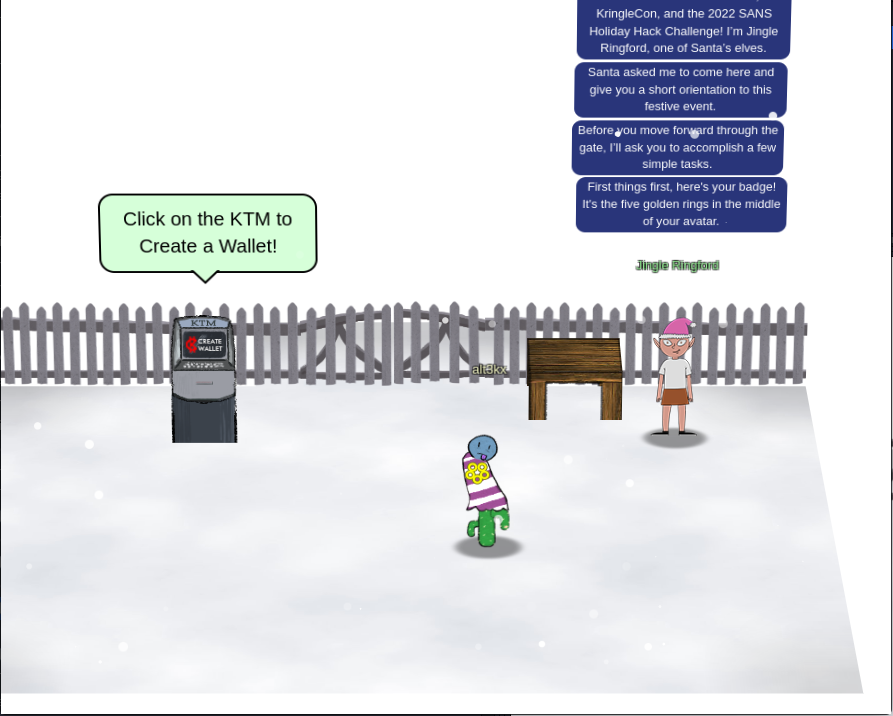 KringleCon, and the 2022 SANS
Holiday Hack Challenge! I'm Jingle
Ringford, one of Santa's elves.
Santa asked me to come here and
give you a short orientation to this
festive event.
Before you move forward through the
gate, I'll ask you to accomplish a few
simple tasks.
First things first, here's your badge!
It's the five golden rings in the middle
of your avatar.
Click on the KTM to
Create a Wallet!
Jingle Ringford
KTM
CREATE
WALLET
alt3kx